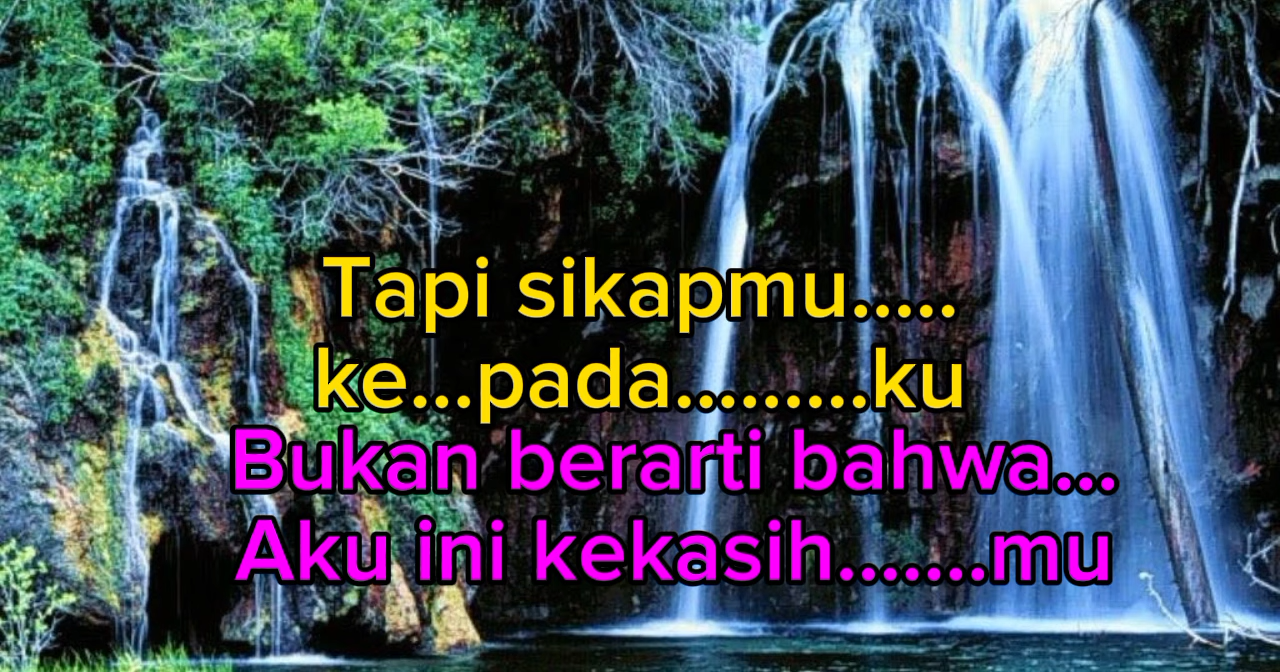 Tapi sikapmu.....
ke...pada.........ku
Bukan berarti bahwa...
Aku ini kekasih.......mu